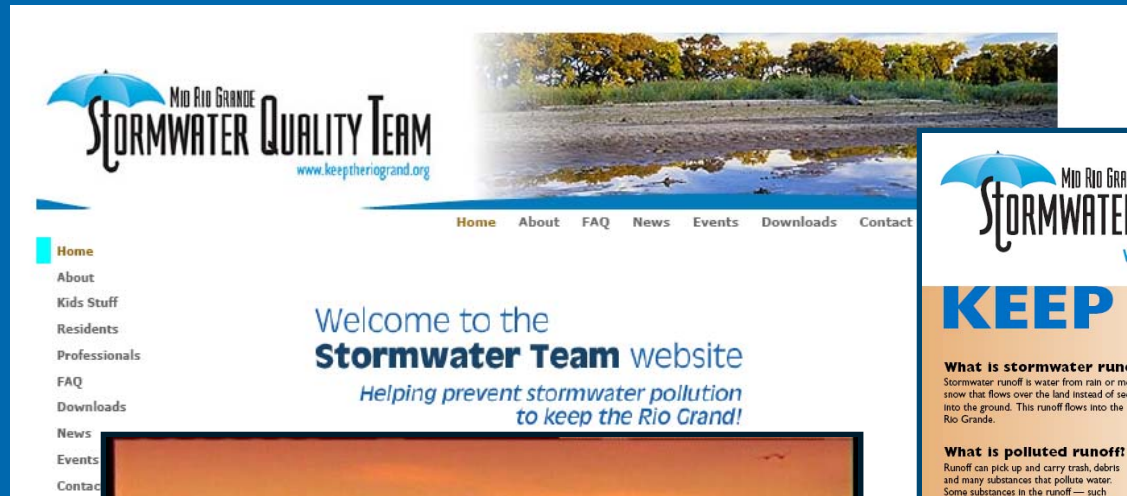 MID RIO GRANDE
STORMWATER QUALITY TEAM
www.keeptheriogrand.org
Home About FAQ News Events Downloads Contact
Home
About
Kids Stuff
Residents
Professionals
FAQ
Downloads
News
Events
Welcome to the
Stormwater Team website
Helping prevent stormwater pollution
to keep the Rio Grand!
MID RIO
KEEP
What is stormwater
Stormwater runoff is water from rain or
snow that flows over the land instead of
into the ground. This runoff flows into the
Rio Grande.
What is polluted runoff?
Runoff can pick up and carry trash, debris
and many substances that pollute water.
Some substances in the runoff — such